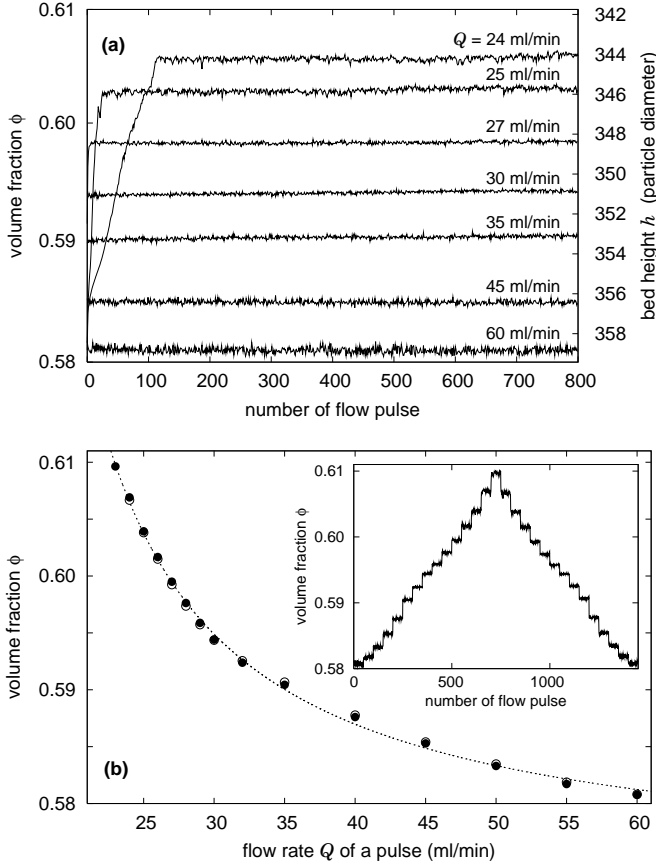 0.61
0.60
0.59
0.58
volume fraction ϕ
(a)
Q = 24 ml/min
25 ml/min
27 ml/min
30 ml/min
35 ml/min
45 ml/min
60 ml/min
342
344
346
348
350
352
354
356
358
bed height h (particle diameter)
0 100 200 300 400 500 600 700 800
number of flow pulse
0.61
0.60
0.59
0.58
volume fraction ϕ
(b)
0.61
0.60
0.59
0.58
volume fraction ϕ
0 500 1000
number of flow pulse
25 30 35 40 45 50 55 60
flow rate Q of a pulse (ml/min)